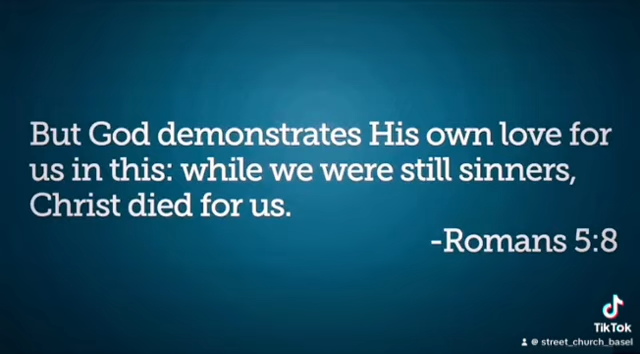 But God demonstrates His own love for
us in this: while we were still sinners,
Christ died for us.
-Romans 5:8
TikTok
@ street_church_basel